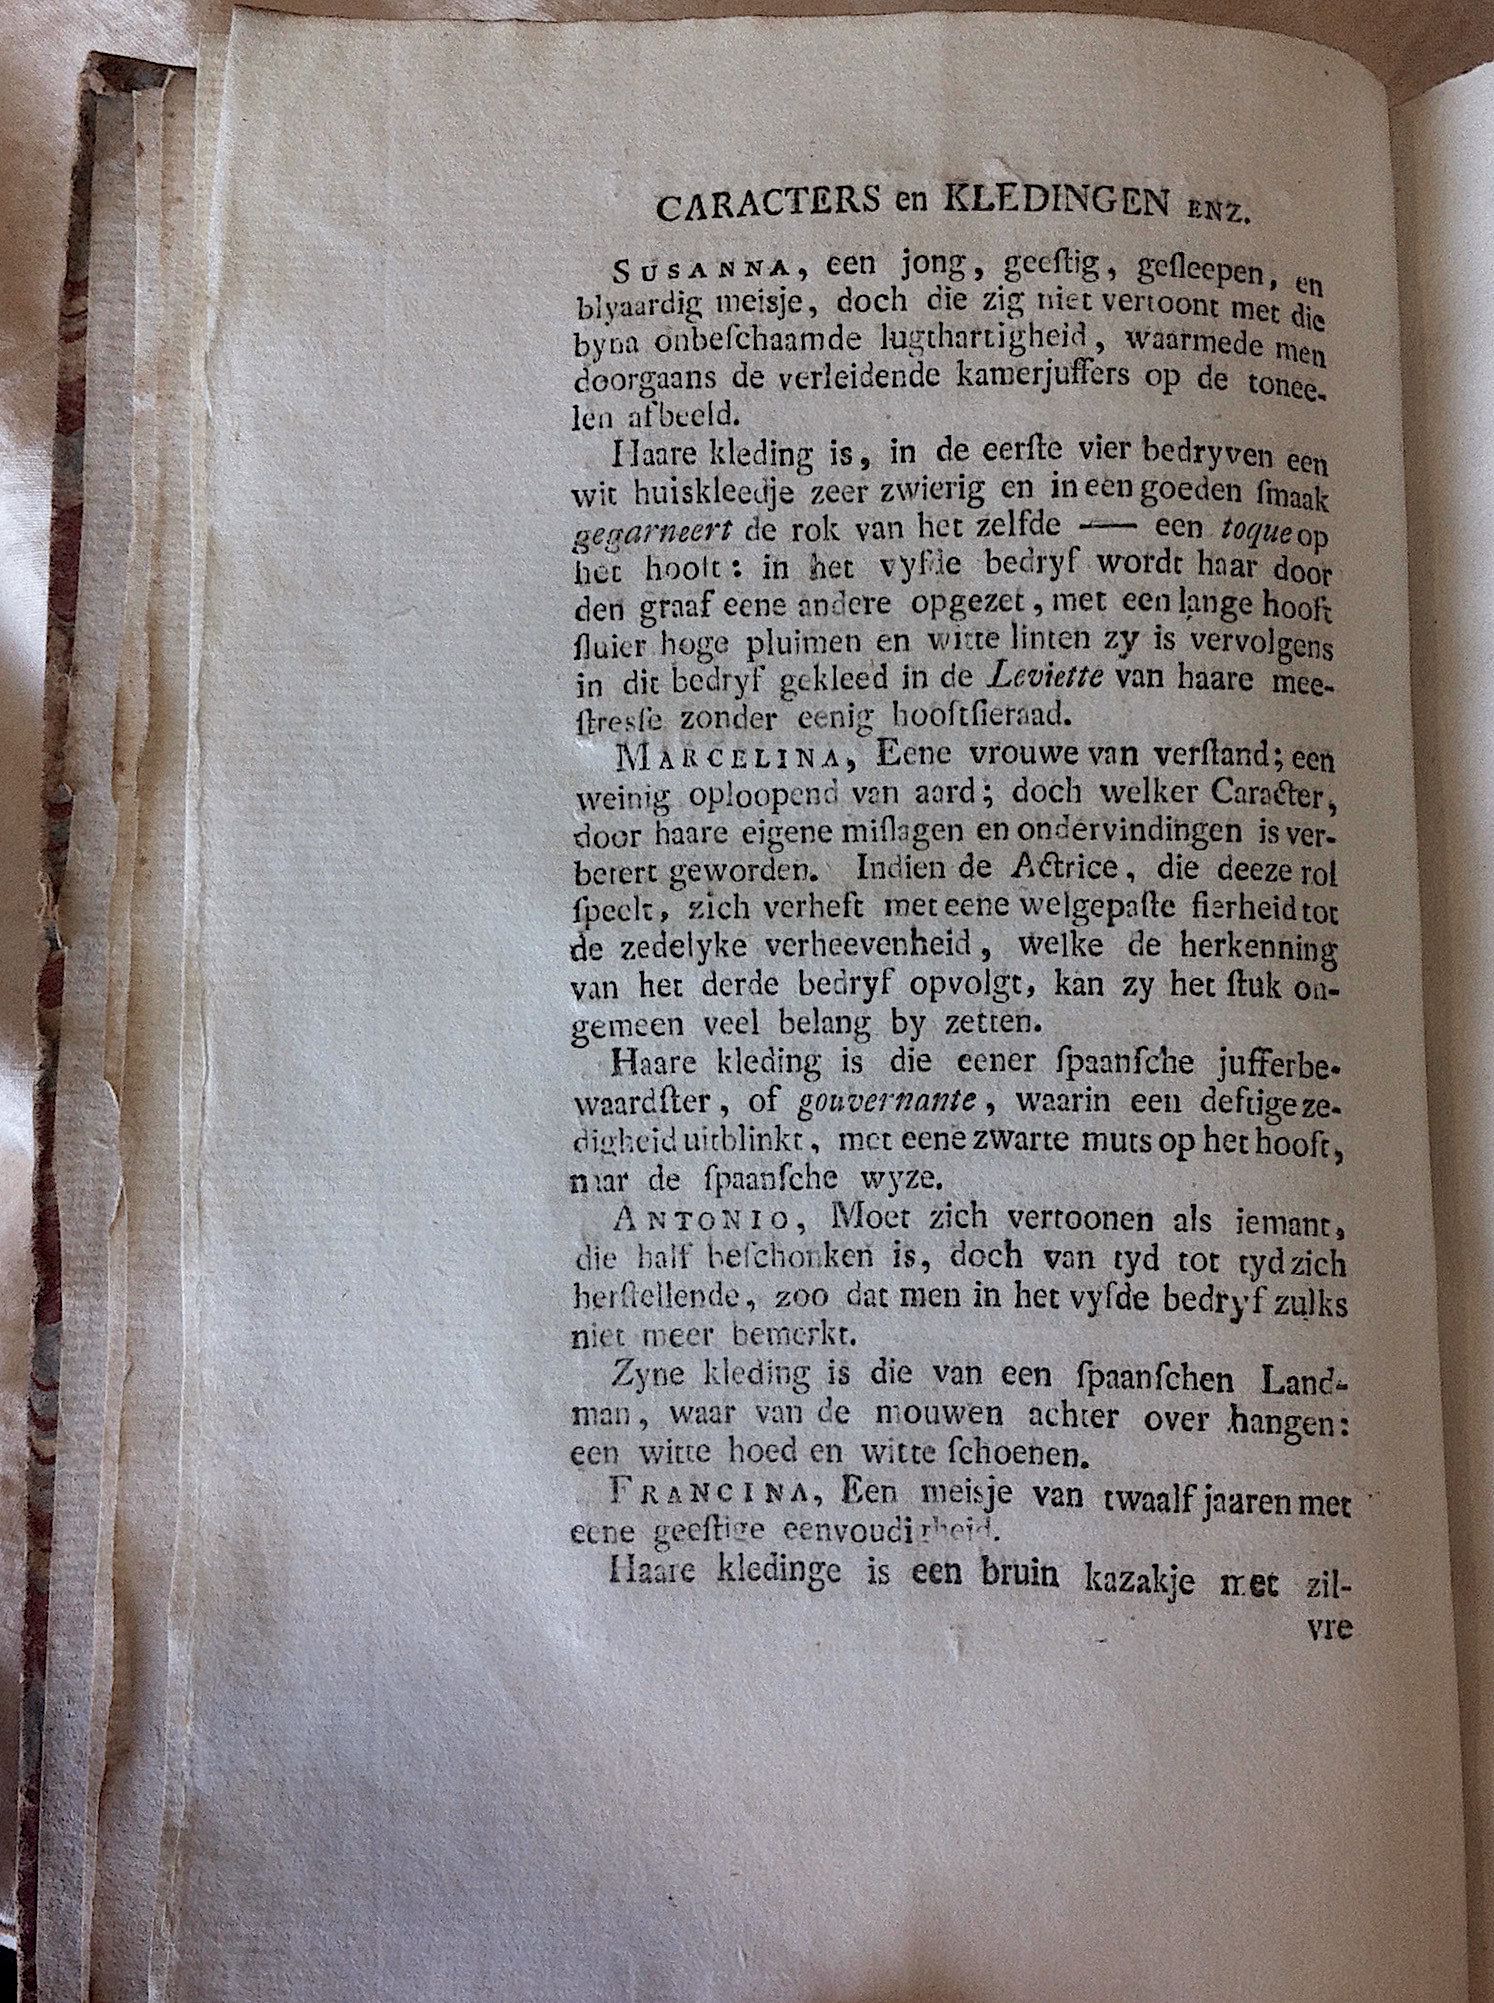 CARACTERS en KLEDINGEN ENZ.
SUSANNA, een jong, geeſtig, geſleepen, en
blyaardig meisje, doch die zig niet vertoont met die
byna onbeſchaamde lugthartigheid, waarmede men
doorgaans de verleidende kamerjuffers op de tonee-
len afbeeld.
Haare kleding is, in de eerſte vier bedryven een
wit huiskleedje zeer zwierig en in een goeden ſmaak
gegarneert de rok van het zelfde — een toque op
het hooft: in het vyfde bedryf wordt haar door
den graaf eene andere opgezet, met een lange hooft
ſluier hoge pluimen en witte linten zy is vervolgens
in dit bedryf gekleed in de Leviette van haare mee-
ſtresſe zonder eenig hooftſieraad.
MARCELINA, Eene vrouwe van verſtand; een
weinig oploopend van aard; doch welker Caracter,
door haare eigene miſlagen en ondervindingen is ver-
betert geworden. Indien de Actrice, die deeze rol
ſpeelt, zich verheft met eene welgepaſte fierheid tot
de zedelyke verheevenheid, welke de herkenning
van het derde bedryf opvolgt, kan zy het ſtuk on-
gemeen veel belang by zetten.
Haare kleding is die eener ſpaanſche jufferbe-
waardſter, of gouvernante, waarin een deftige ze-
digheid uitblinkt, met eene zwarte muts op het hooft,
naar de ſpaanſche wyze.
ANTONIO, Moet zich vertoonen als iemant,
die half beſchonken is, doch van tyd tot tyd zich
herſtellende, zoo dat men in het vyfde bedryf zulks
niet meer bemerkt.
Zyne kleding is die van een ſpaanſchen Land-
man, waar van de mouwen achter over hangen:
een witte hoed en witte ſchoenen.
FRANCINA, Een meisje van twaalf jaaren met
eene geeſtige eenvoudigheid.
Haare kledinge is een bruin kazakje met zil-
vre